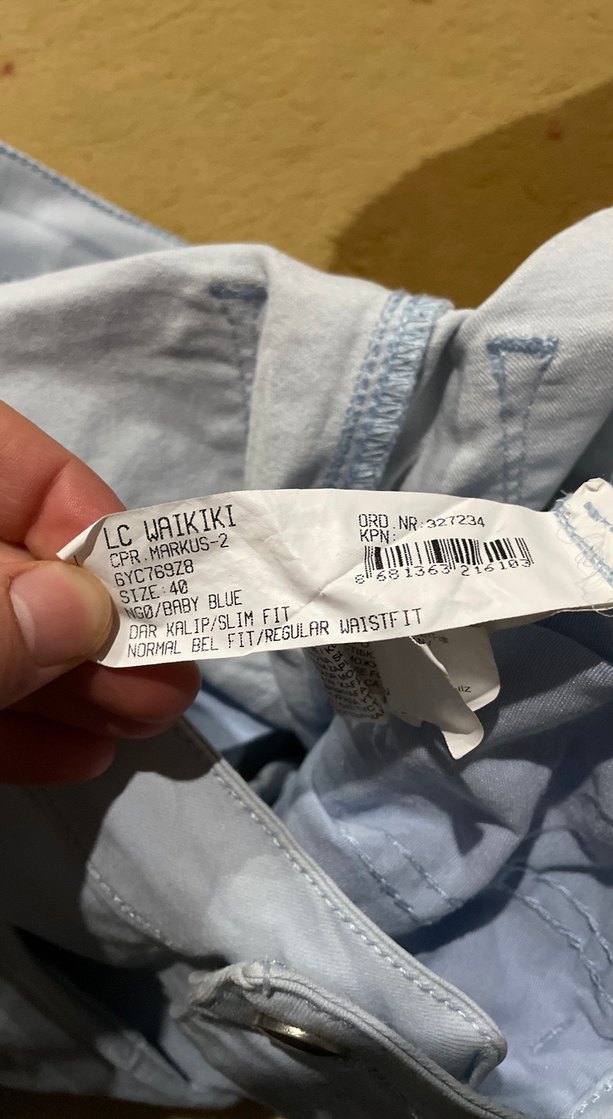 LC WAIKIKI
CPR.MARKUS-2
6YC769Z8
SIZE:40
NG0/BABY BLUE
DAR KALIP/SLIM FIT
NORMAL BEL FIT/REGULAR WAISTFIT
ORD.NR:327234
KPN:
8 681363 216103